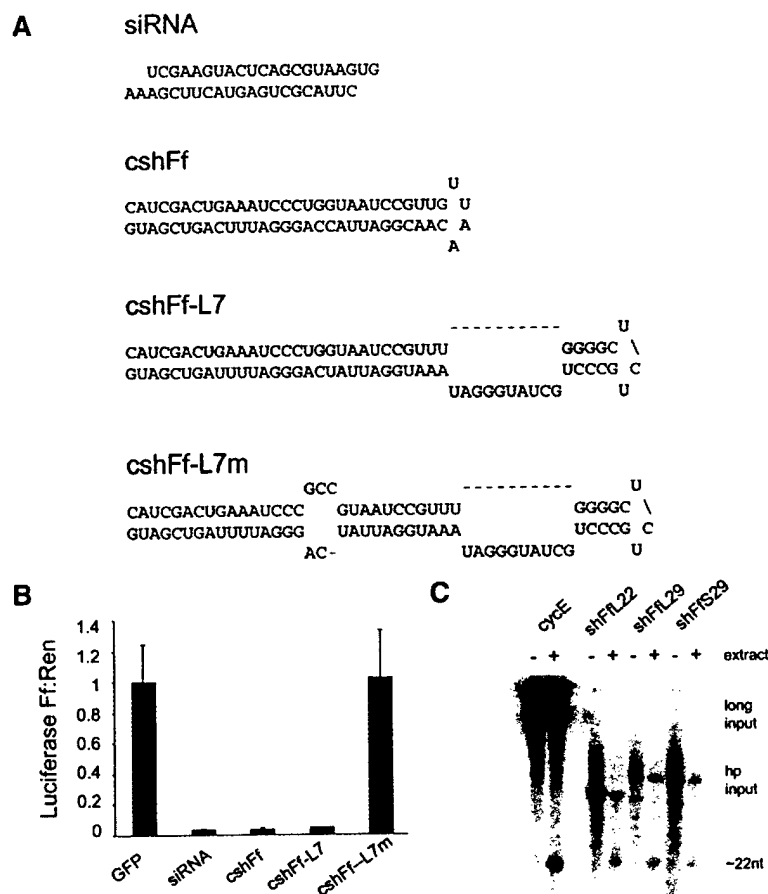 A
siRNA
UCGAAGUACUCAGCGUAAGUG
AAAGCUUCAUGAGUCGCAUUC
cshFf
U
CAUCGACUGAAAUCCCUGGUAAUCCGUUG U
GUAGCUGACUUUAGGGACCAUUAGGCAAC A
A
cshFf-L7
----------- U
CAUCGACUGAAAUCCCUGGUAAUCCGUUU GGGGC \
GUAGCUGAUUUUAGGGACUAUUAGGUAAA UCCCG C
UAGGGUAUCG U
cshFf-L7m
GCC ---------- U
CAUCGACUGAAAUCCC GUAAUCCGUUU GGGGC \
GUAGCUGAUUUUAGGG UAUUAGGUAAA UCCCG C
AC- UAGGGUAUCG U
B
Luciferase Ff:Ren
1.4
1.2
1
0.8
0.6
0.4
0.2
0
GFP
siRNA
cshFf
cshFf-L7
cshFf–L7m
C
cycE
shFfL22
shFfL29
shFfS29
- + - + - + - + extract
long
input
hp
input
~22nt